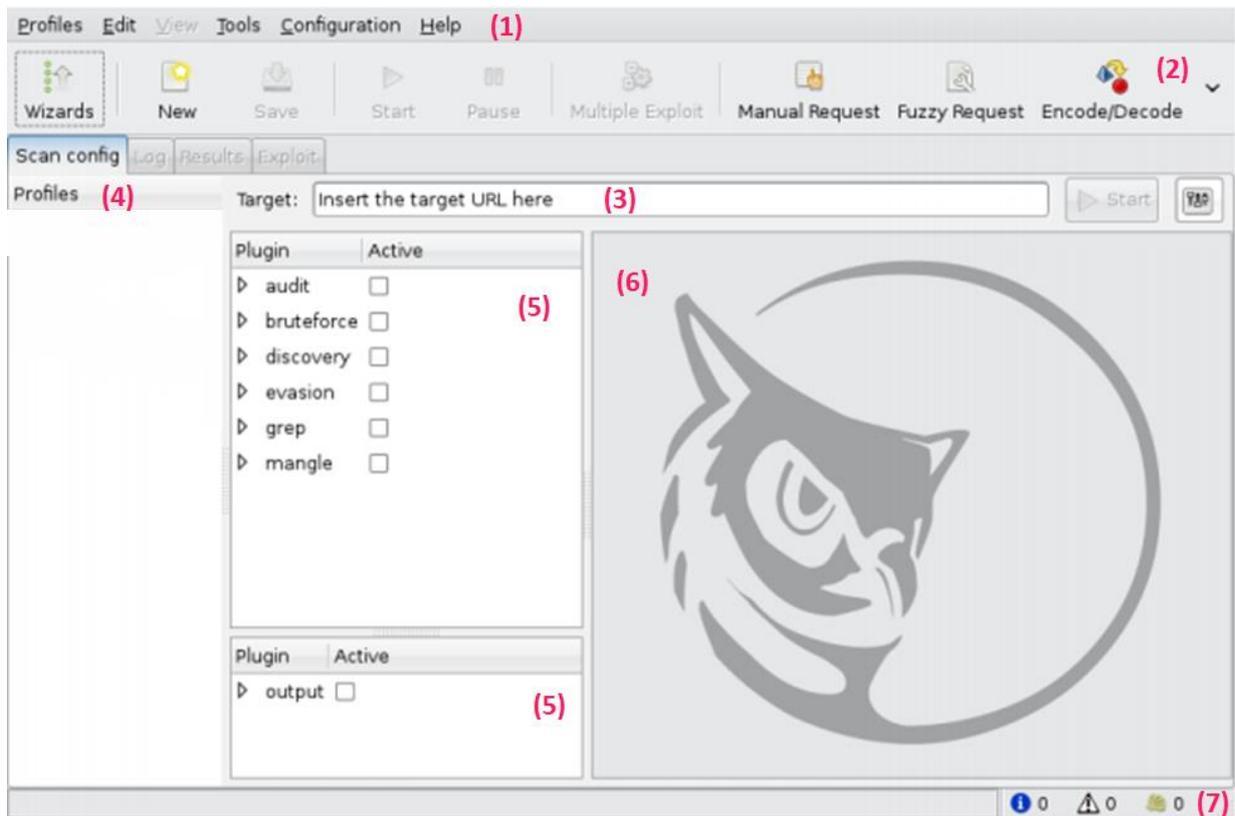 Profiles Edit View Tools Configuration Help (1)
Wizards New Save Start Pause Multiple Exploit Manual Request Fuzzy Request Encode/Decode (2)
Scan config Log Results Exploit
Profiles (4)
Target: Insert the target URL here (3) Start
Plugin Active
audit
bruteforce
discovery
evasion
grep
mangle
(5)
Plugin Active
output
(5)
(6)
0 0 0 (7)